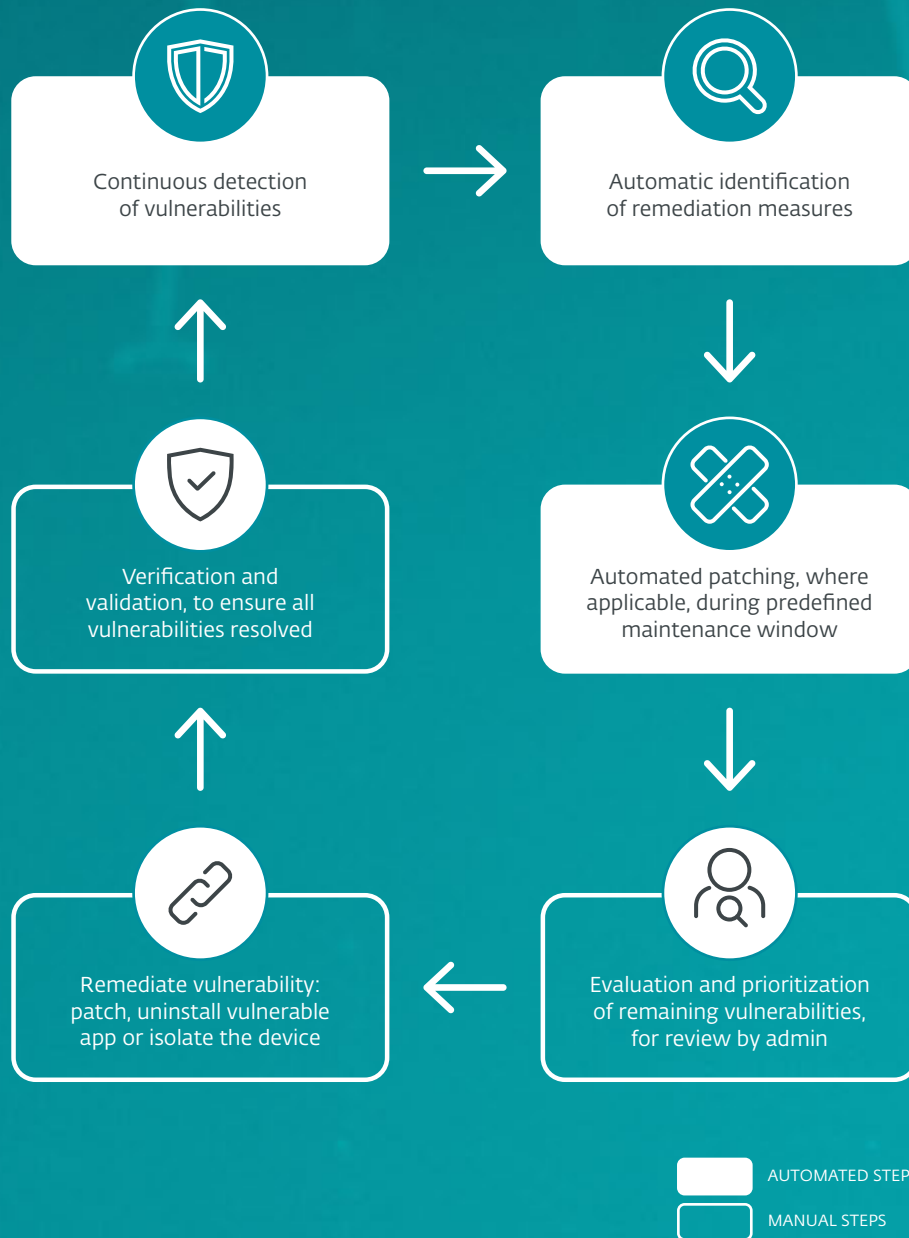 Continuous detection
of vulnerabilities
Automatic identification
of remediation measures
Automated patching, where
applicable, during predefined
maintenance window
Evaluation and prioritization
of remaining vulnerabilities,
for review by admin
Remediate vulnerability:
patch, uninstall vulnerable
app or isolate the device
Verification and
validation, to ensure all
vulnerabilities resolved
AUTOMATED STEP
MANUAL STEPS